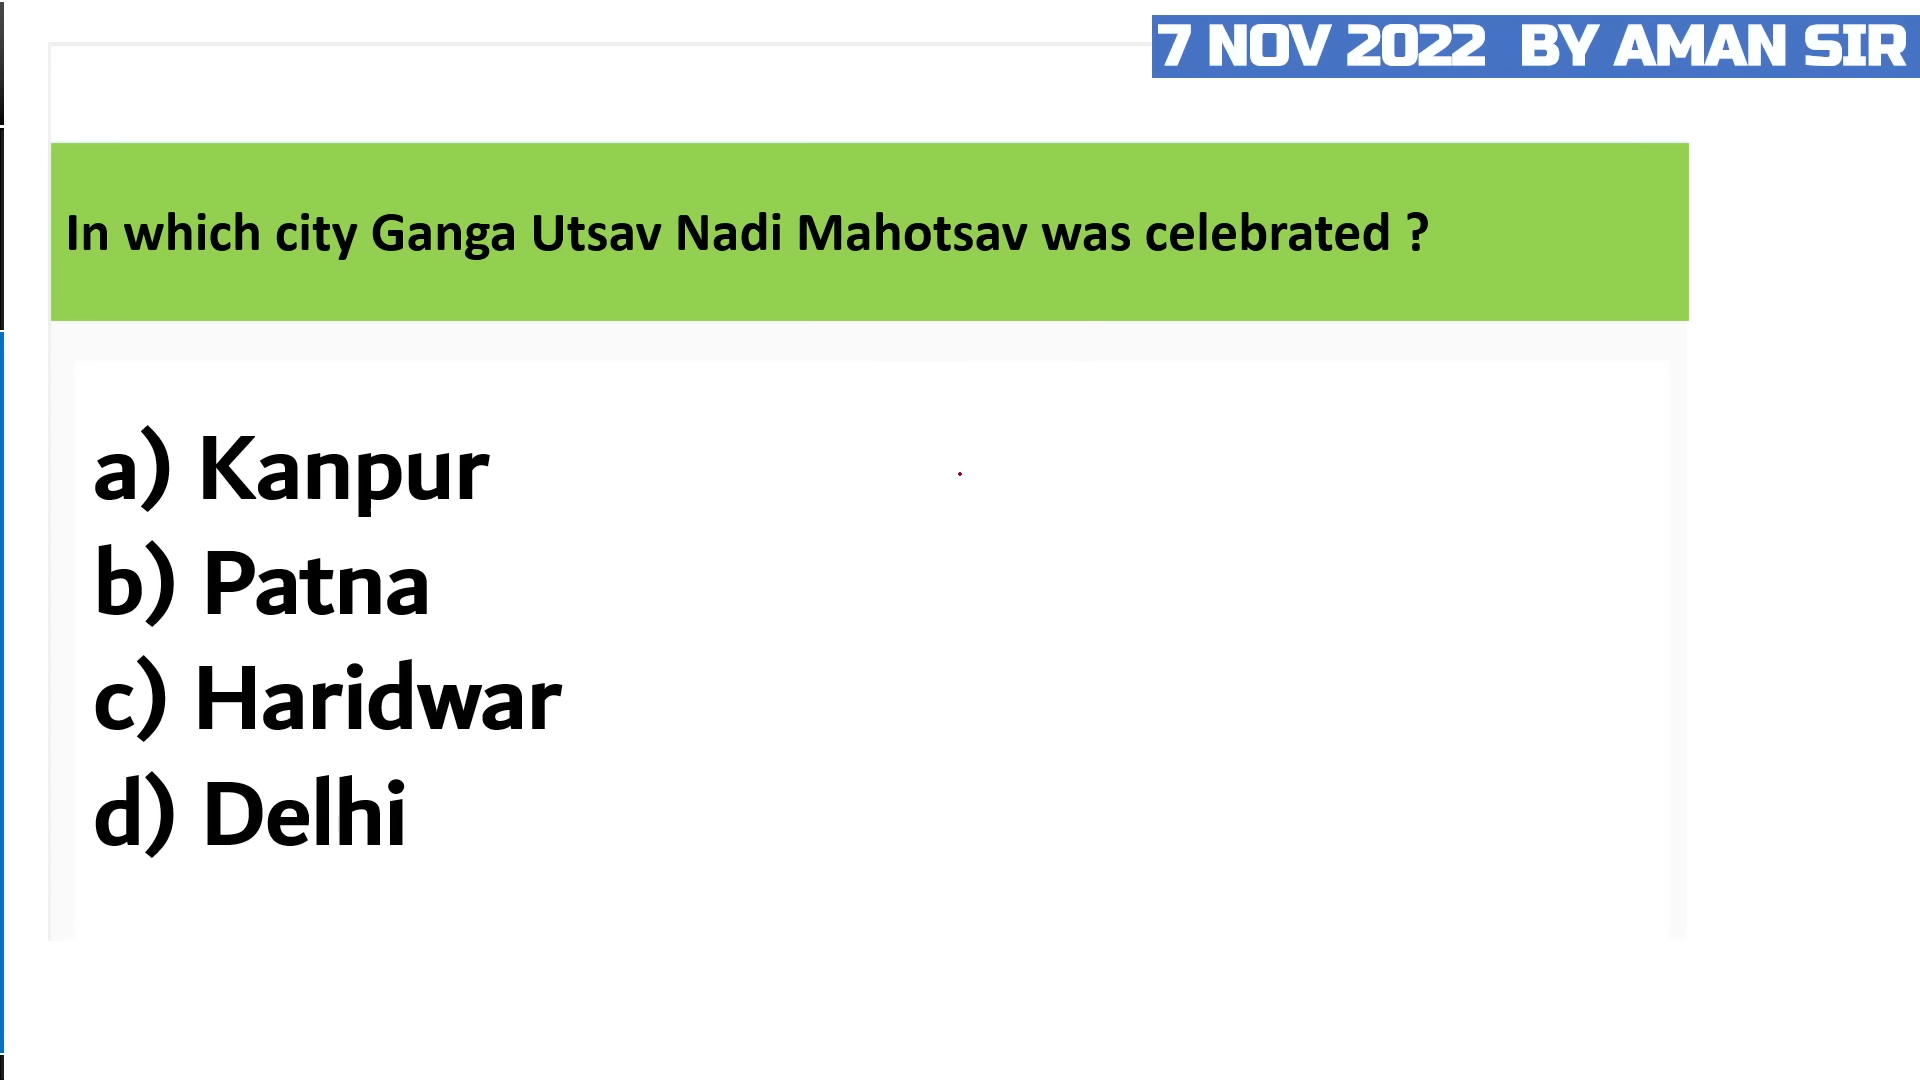 7 NOV 2022 BY AMAN SIR
In which city Ganga Utsav Nadi Mahotsav was celebrated ?
a) Kanpur
b) Patna
c) Haridwar
d) Delhi